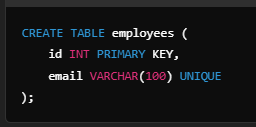 CREATE TABLE employees (
    id INT PRIMARY KEY,
    email VARCHAR(100) UNIQUE
);